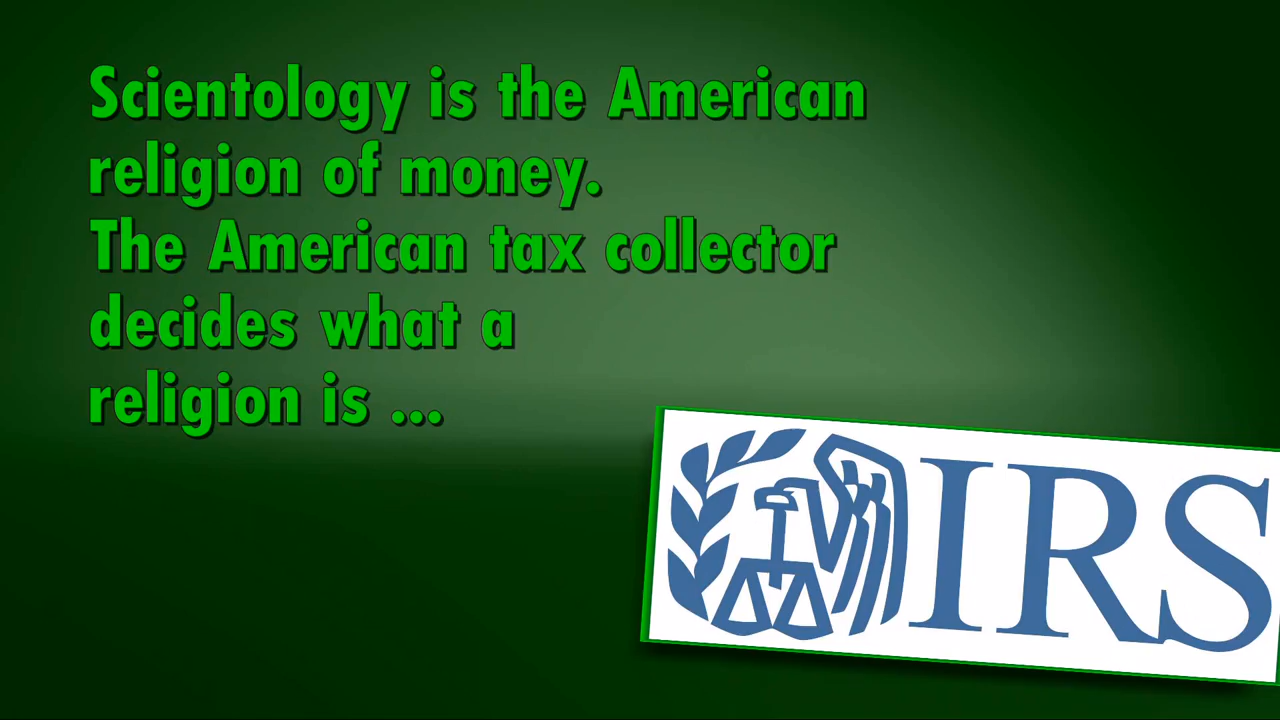 Scientology is the American
religion of money.
The American tax collector
decides what a
religion is ...
IRS